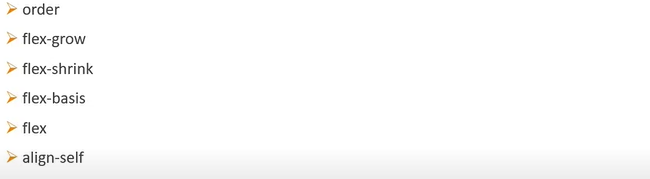 order
flex-grow
flex-shrink
flex-basis
flex
align-self